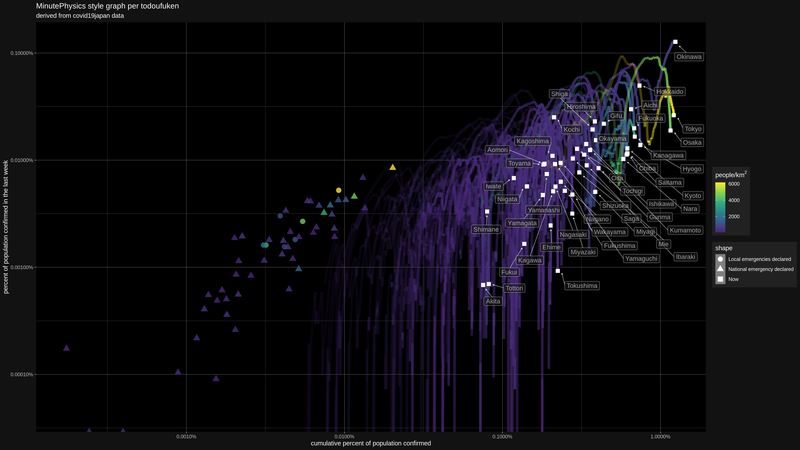 MinutePhysics style graph per todoufuken
derived from covid19japan data
percent of population confirmed in the last week
0.10000%
0.01000%
0.00100%
0.00010%
0.0010%
0.0100%
0.1000%
1.0000%
cumulative percent of population confirmed
Okinawa
Hokkaido
Shiga
Aichi
Hiroshima
Gifu
Fukuoka
Kochi
Tokyo
Okayama
Osaka
Kagoshima
Aomori
Kanagawa
Toyama
Chiba
Hyogo
Oita
Saitama
Iwate
Tochigi
Kyoto
Niigata
Ishikawa
Shizuoka
Nara
Yamanashi
Gunma
Saga
Nagano
Yamagata
Shimane
Wakayama
Miyagi
Kumamoto
Nagasaki
Mie
Ehime
Fukushima
Miyazaki
Ibaraki
Kagawa
Yamaguchi
Fukui
Tokushima
Tottori
Akita
people/km²
6000
4000
2000
shape
Local emergencies declared
National emergency declared
Now